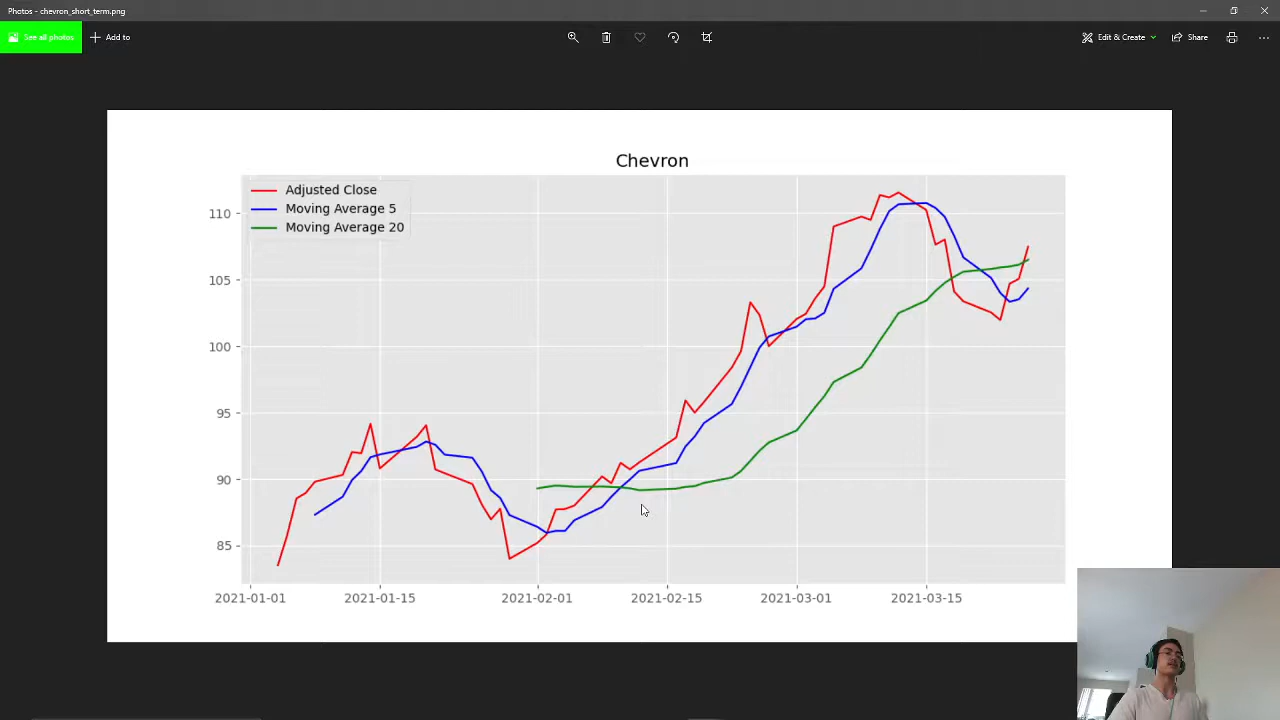 Photos - chevron_short_term.png
See all photos
Add to
Edit & Create
Share
Chevron
Adjusted Close
Moving Average 5
Moving Average 20
110
105
100
95
90
85
2021-01-01 2021-01-15 2021-02-01 2021-02-15 2021-03-01 2021-03-15